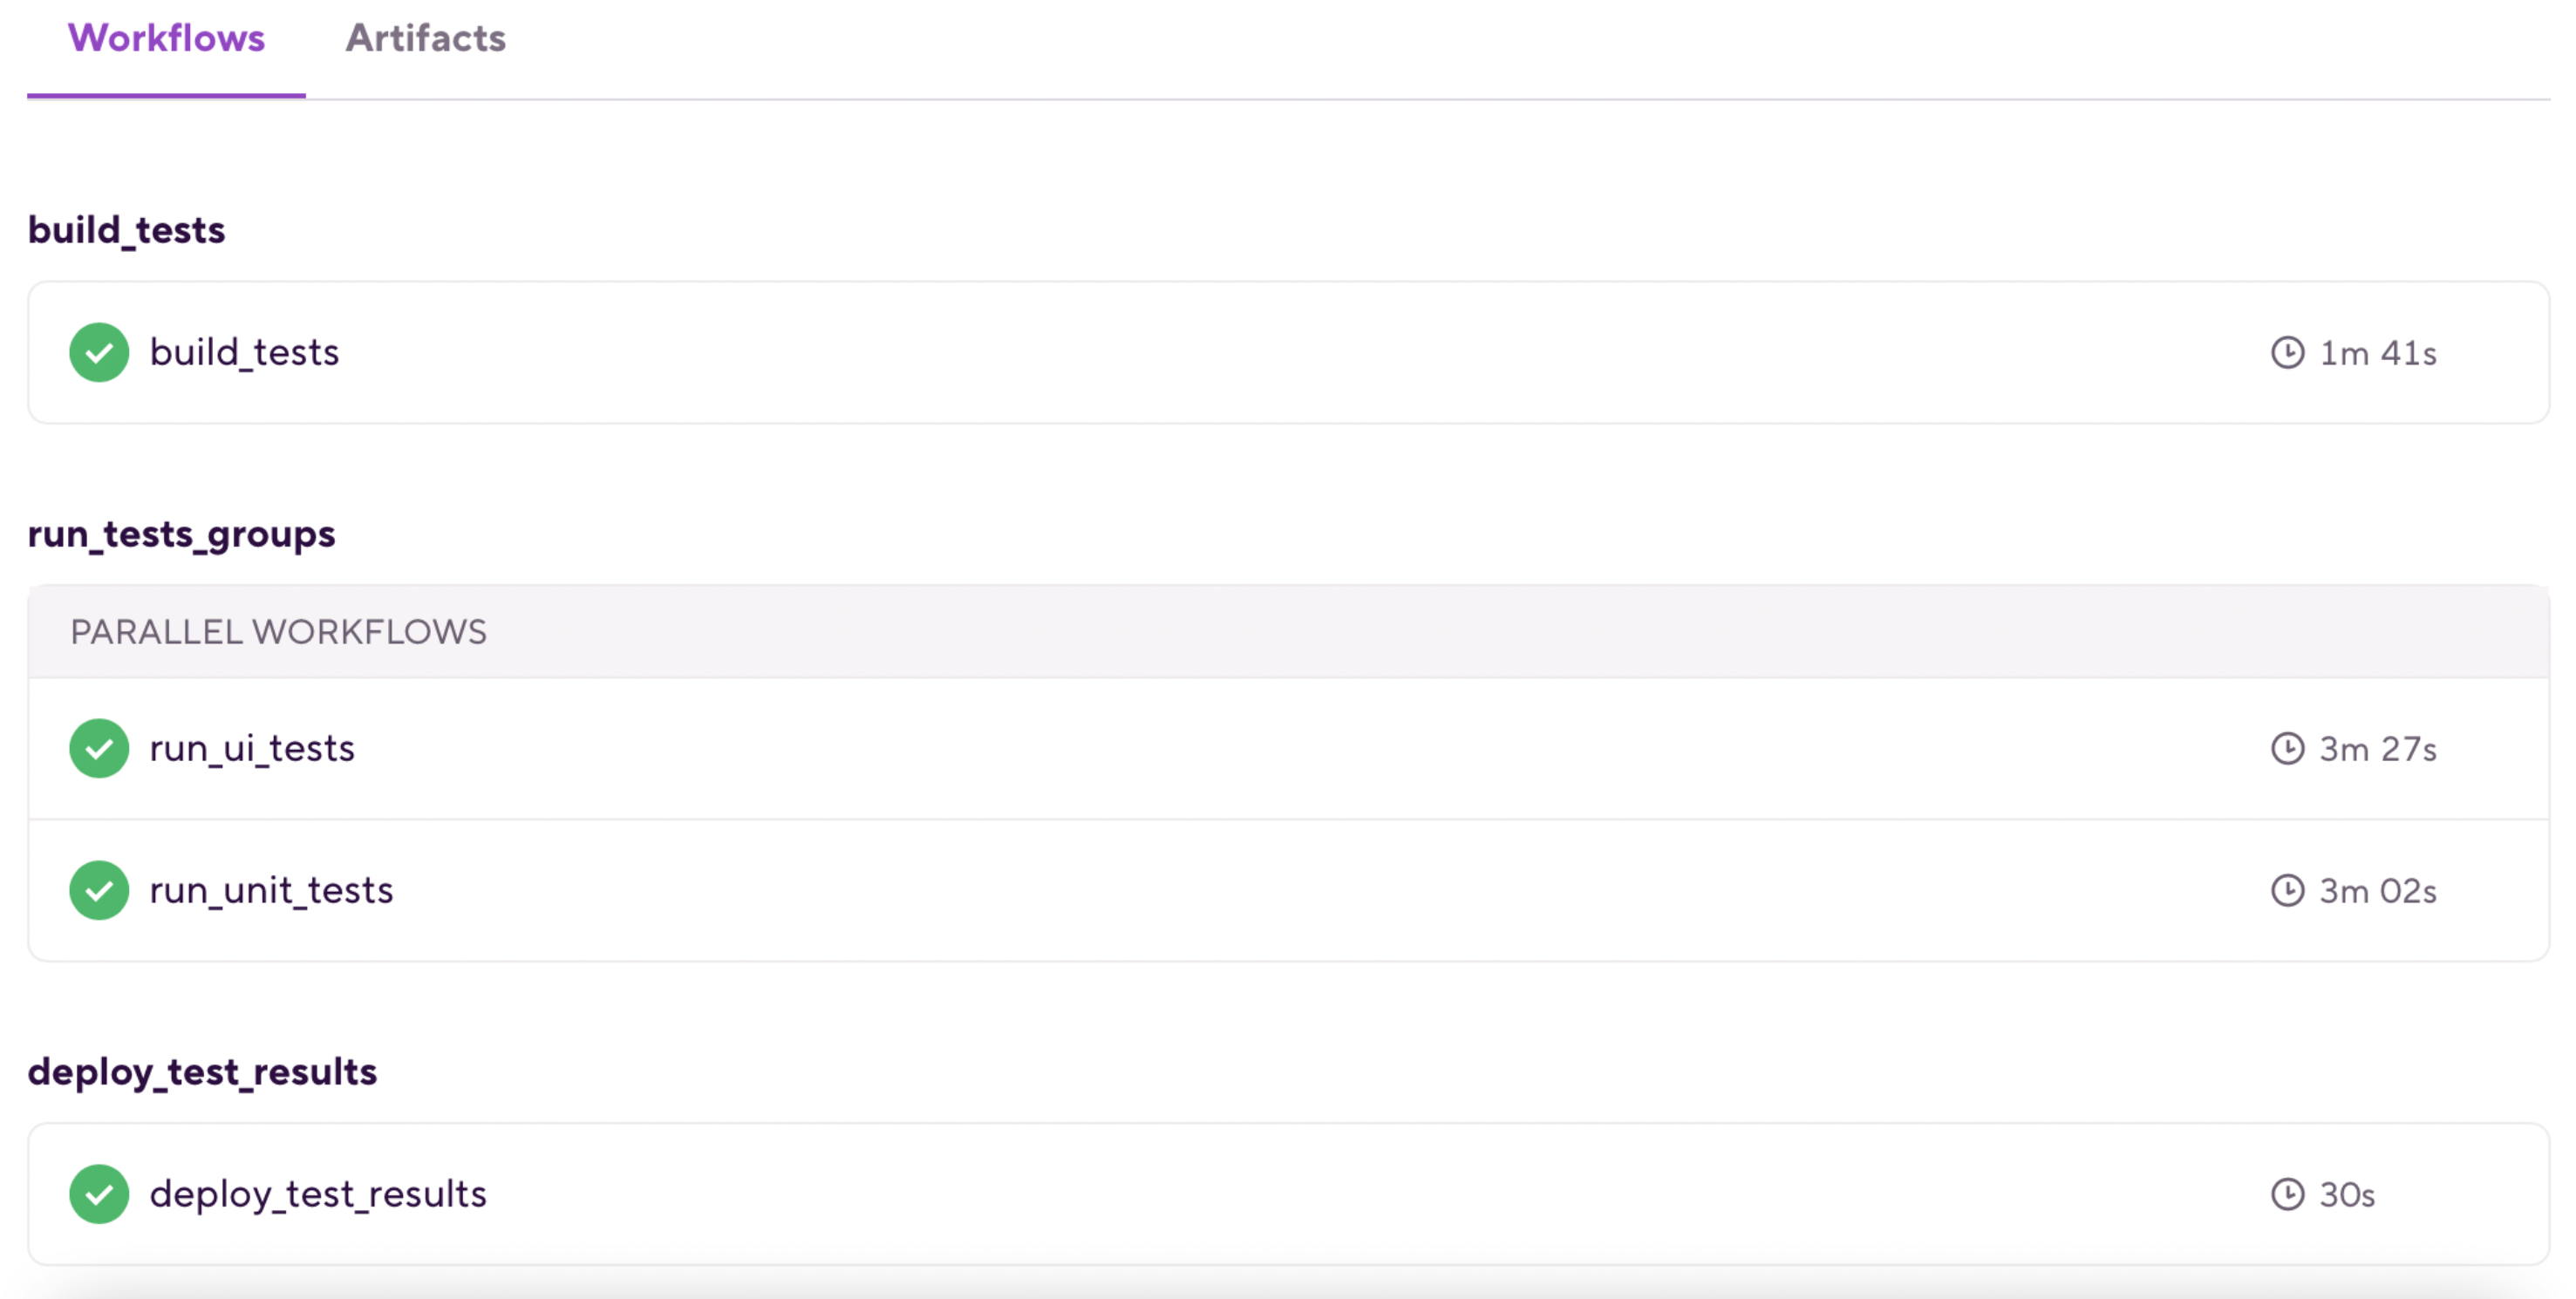 Workflows Artifacts
build_tests
build_tests 1m 41s
run_tests_groups
PARALLEL WORKFLOWS
run_ui_tests 3m 27s
run_unit_tests 3m 02s
deploy_test_results
deploy_test_results 30s